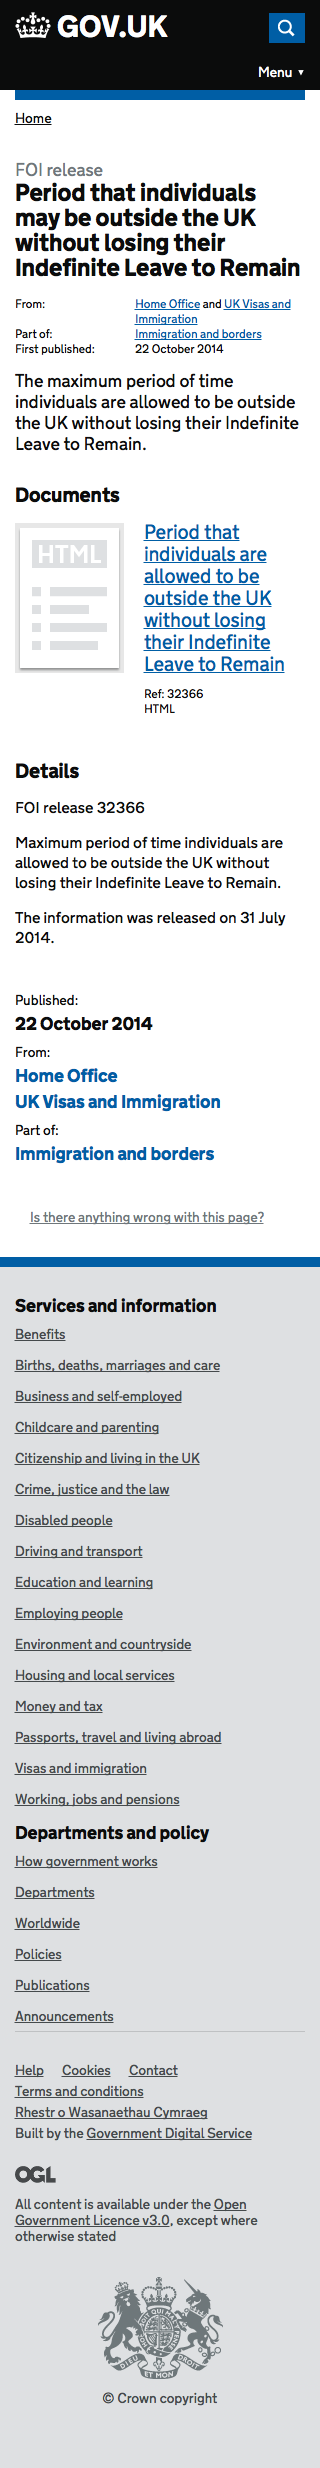 GOV.UK
Menu ▼
Home
FOI release
Period that individuals
may be outside the UK
without losing their
Indefinite Leave to Remain
From: Home Office and UK Visas and
Immigration
Part of: Immigration and borders
First published: 22 October 2014
The maximum period of time
individuals are allowed to be outside
the UK without losing their Indefinite
Leave to Remain.
Documents
HTML
Period that
individuals are
allowed to be
outside the UK
without losing
their Indefinite
Leave to Remain
Ref: 32366
HTML
Details
FOI release 32366
Maximum period of time individuals are
allowed to be outside the UK without
losing their Indefinite Leave to Remain.
The information was released on 31 July
2014.
Published:
22 October 2014
From:
Home Office
UK Visas and Immigration
Part of:
Immigration and borders
Is there anything wrong with this page?
Services and information
Benefits
Births, deaths, marriages and care
Business and self-employed
Childcare and parenting
Citizenship and living in the UK
Crime, justice and the law
Disabled people
Driving and transport
Education and learning
Employing people
Environment and countryside
Housing and local services
Money and tax
Passports, travel and living abroad
Visas and immigration
Working, jobs and pensions
Departments and policy
How government works
Departments
Worldwide
Policies
Publications
Announcements
Help Cookies Contact
Terms and conditions
Rhestr o Wasanaethau Cymraeg
Built by the Government Digital Service
OGL
All content is available under the Open
Government Licence v3.0, except where
otherwise stated
DIEU ET MON DROIT
© Crown copyright